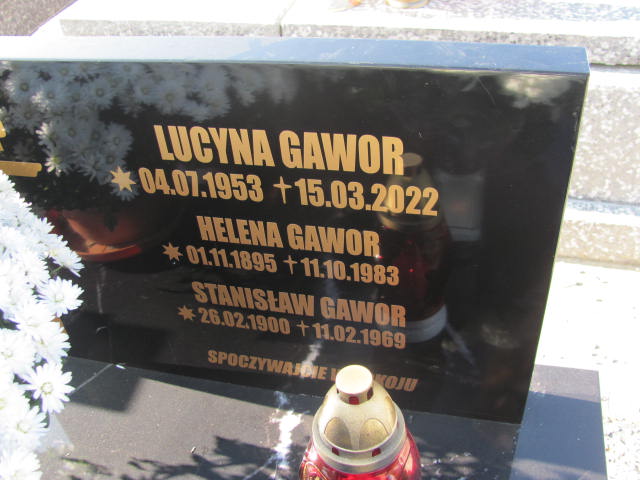 LUCYNA GAWOR
* 04.07.1953 † 15.03.2022
HELENA GAWOR
* 01.11.1895 † 11.10.1983
STANISŁAW GAWOR
* 26.02.1900 † 11.02.1969